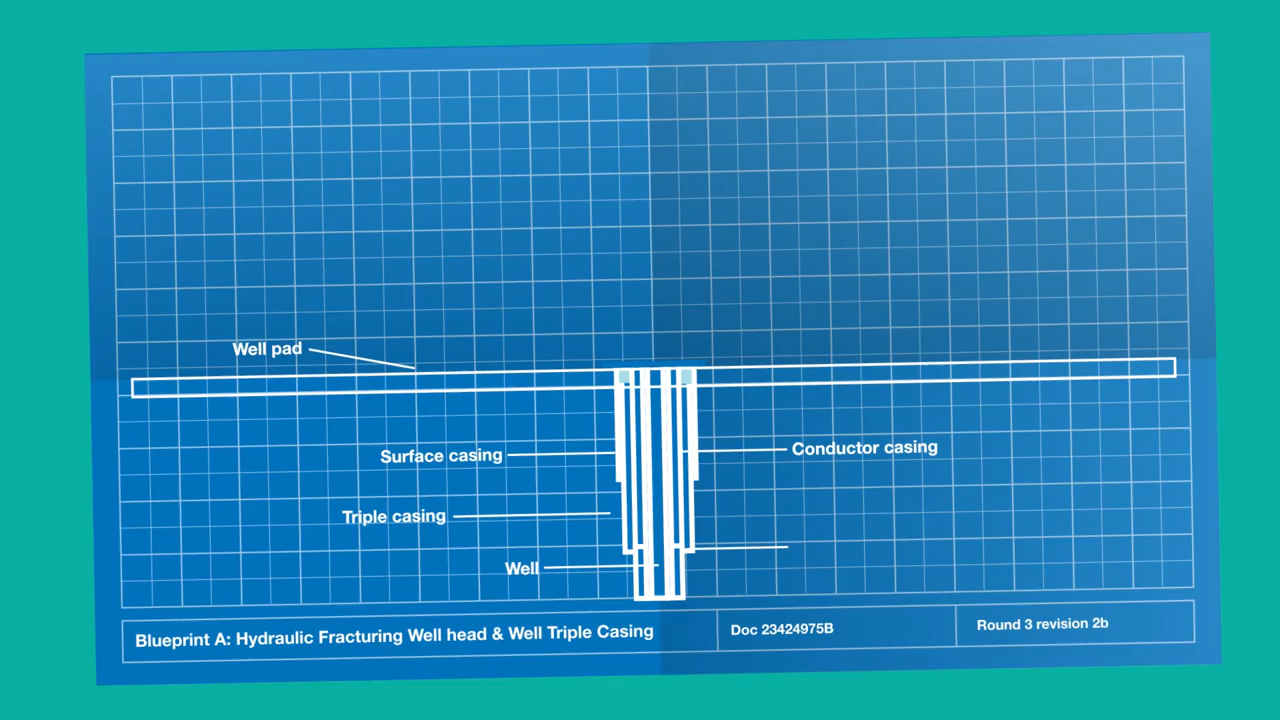 Well pad
Surface casing
Conductor casing
Triple casing
Well
Blueprint A: Hydraulic Fracturing Well head & Well Triple Casing
Doc 23424975B
Round 3 revision 2b